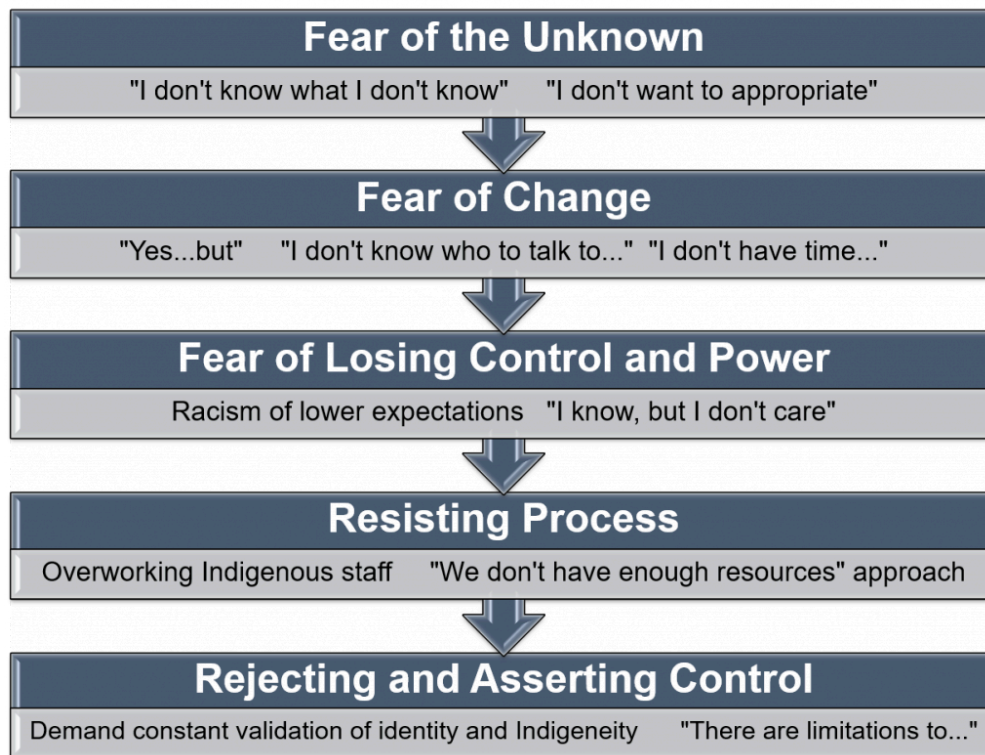 Fear of the Unknown
"I don't know what I don't know" "I don't want to appropriate"
Fear of Change
"Yes...but" "I don't know who to talk to..." "I don't have time..."
Fear of Losing Control and Power
Racism of lower expectations "I know, but I don't care"
Resisting Process
Overworking Indigenous staff "We don't have enough resources" approach
Rejecting and Asserting Control
Demand constant validation of identity and Indigeneity "There are limitations to..."